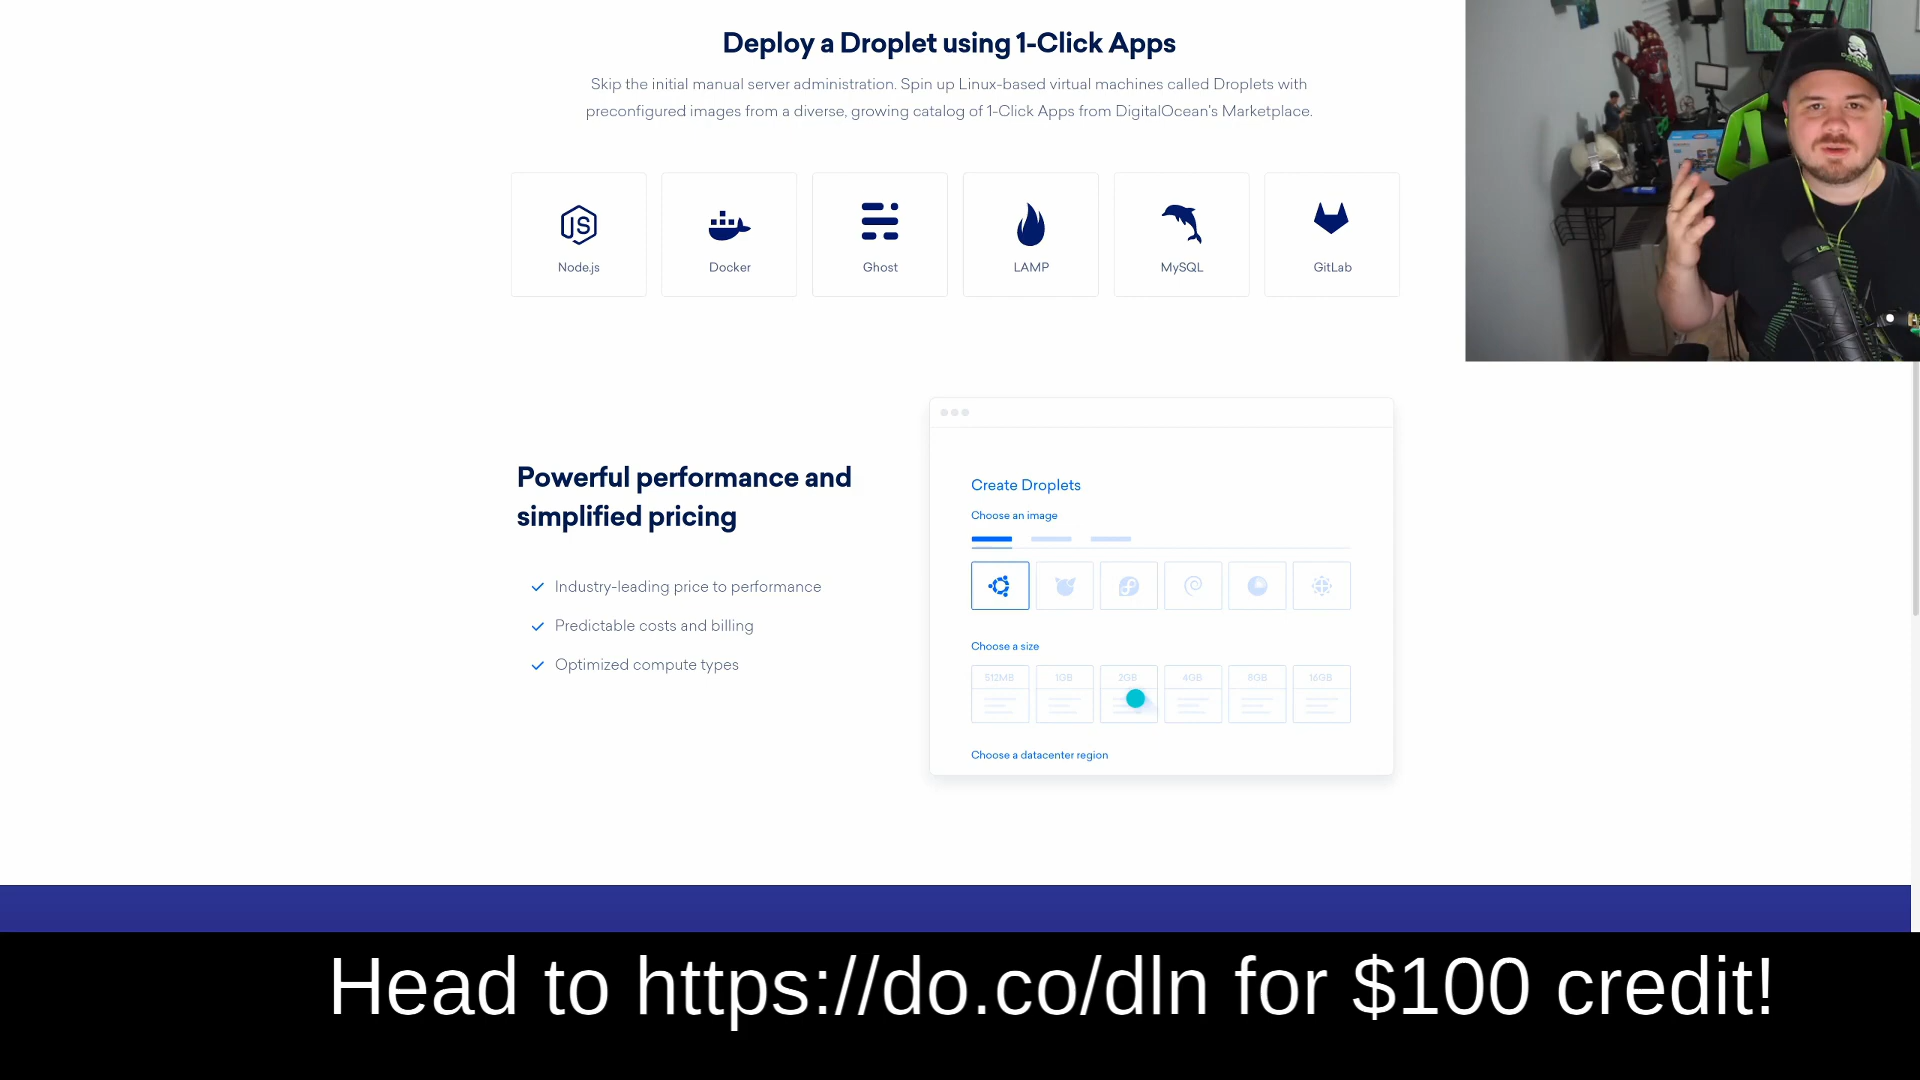 Deploy a Droplet using 1-Click Apps
Skip the initial manual server administration. Spin up Linux-based virtual machines called Droplets with
preconfigured images from a diverse, growing catalog of 1-Click Apps from DigitalOcean's Marketplace.
JS
Node.js
Docker
Ghost
LAMP
MySQL
GitLab
Powerful performance and
simplified pricing
Industry-leading price to performance
Predictable costs and billing
Optimized compute types
Create Droplets
Choose an image
Choose a size
512MB
1GB
2GB
4GB
8GB
16GB
Choose a datacenter region
Head to https://do.co/dln for $100 credit!